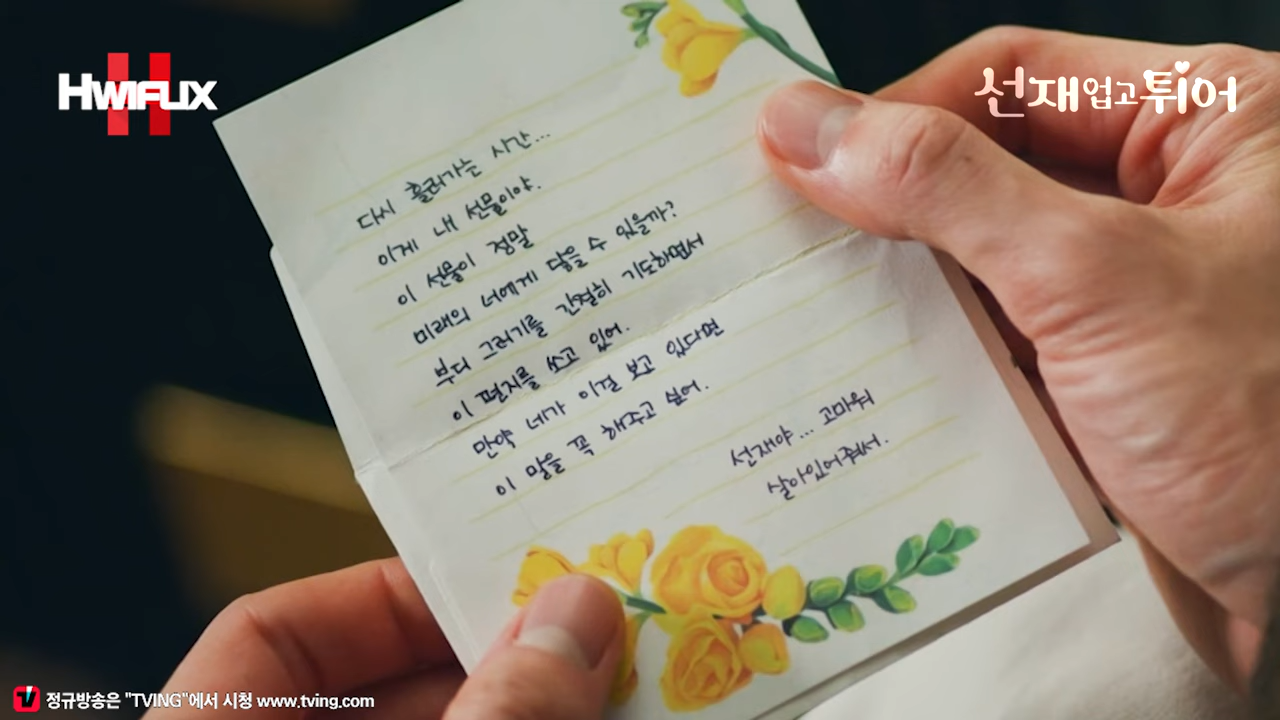 HWIFLIX
선재 업고 튀어
다시 흘러가는 시간...
이게 내 선물이야.
이 선물이 정말
미래의 너에게 닿을 수 있을까?
부디 그러기를 간절히 기도하면서
이 편지를 쓰고 있어.
만약 네가 이걸 보고 있다면
이 말을 꼭 해주고 싶어.
선재야... 고마워
살아있어줘서.
정규방송은 "TVING"에서 시청 www.tving.com